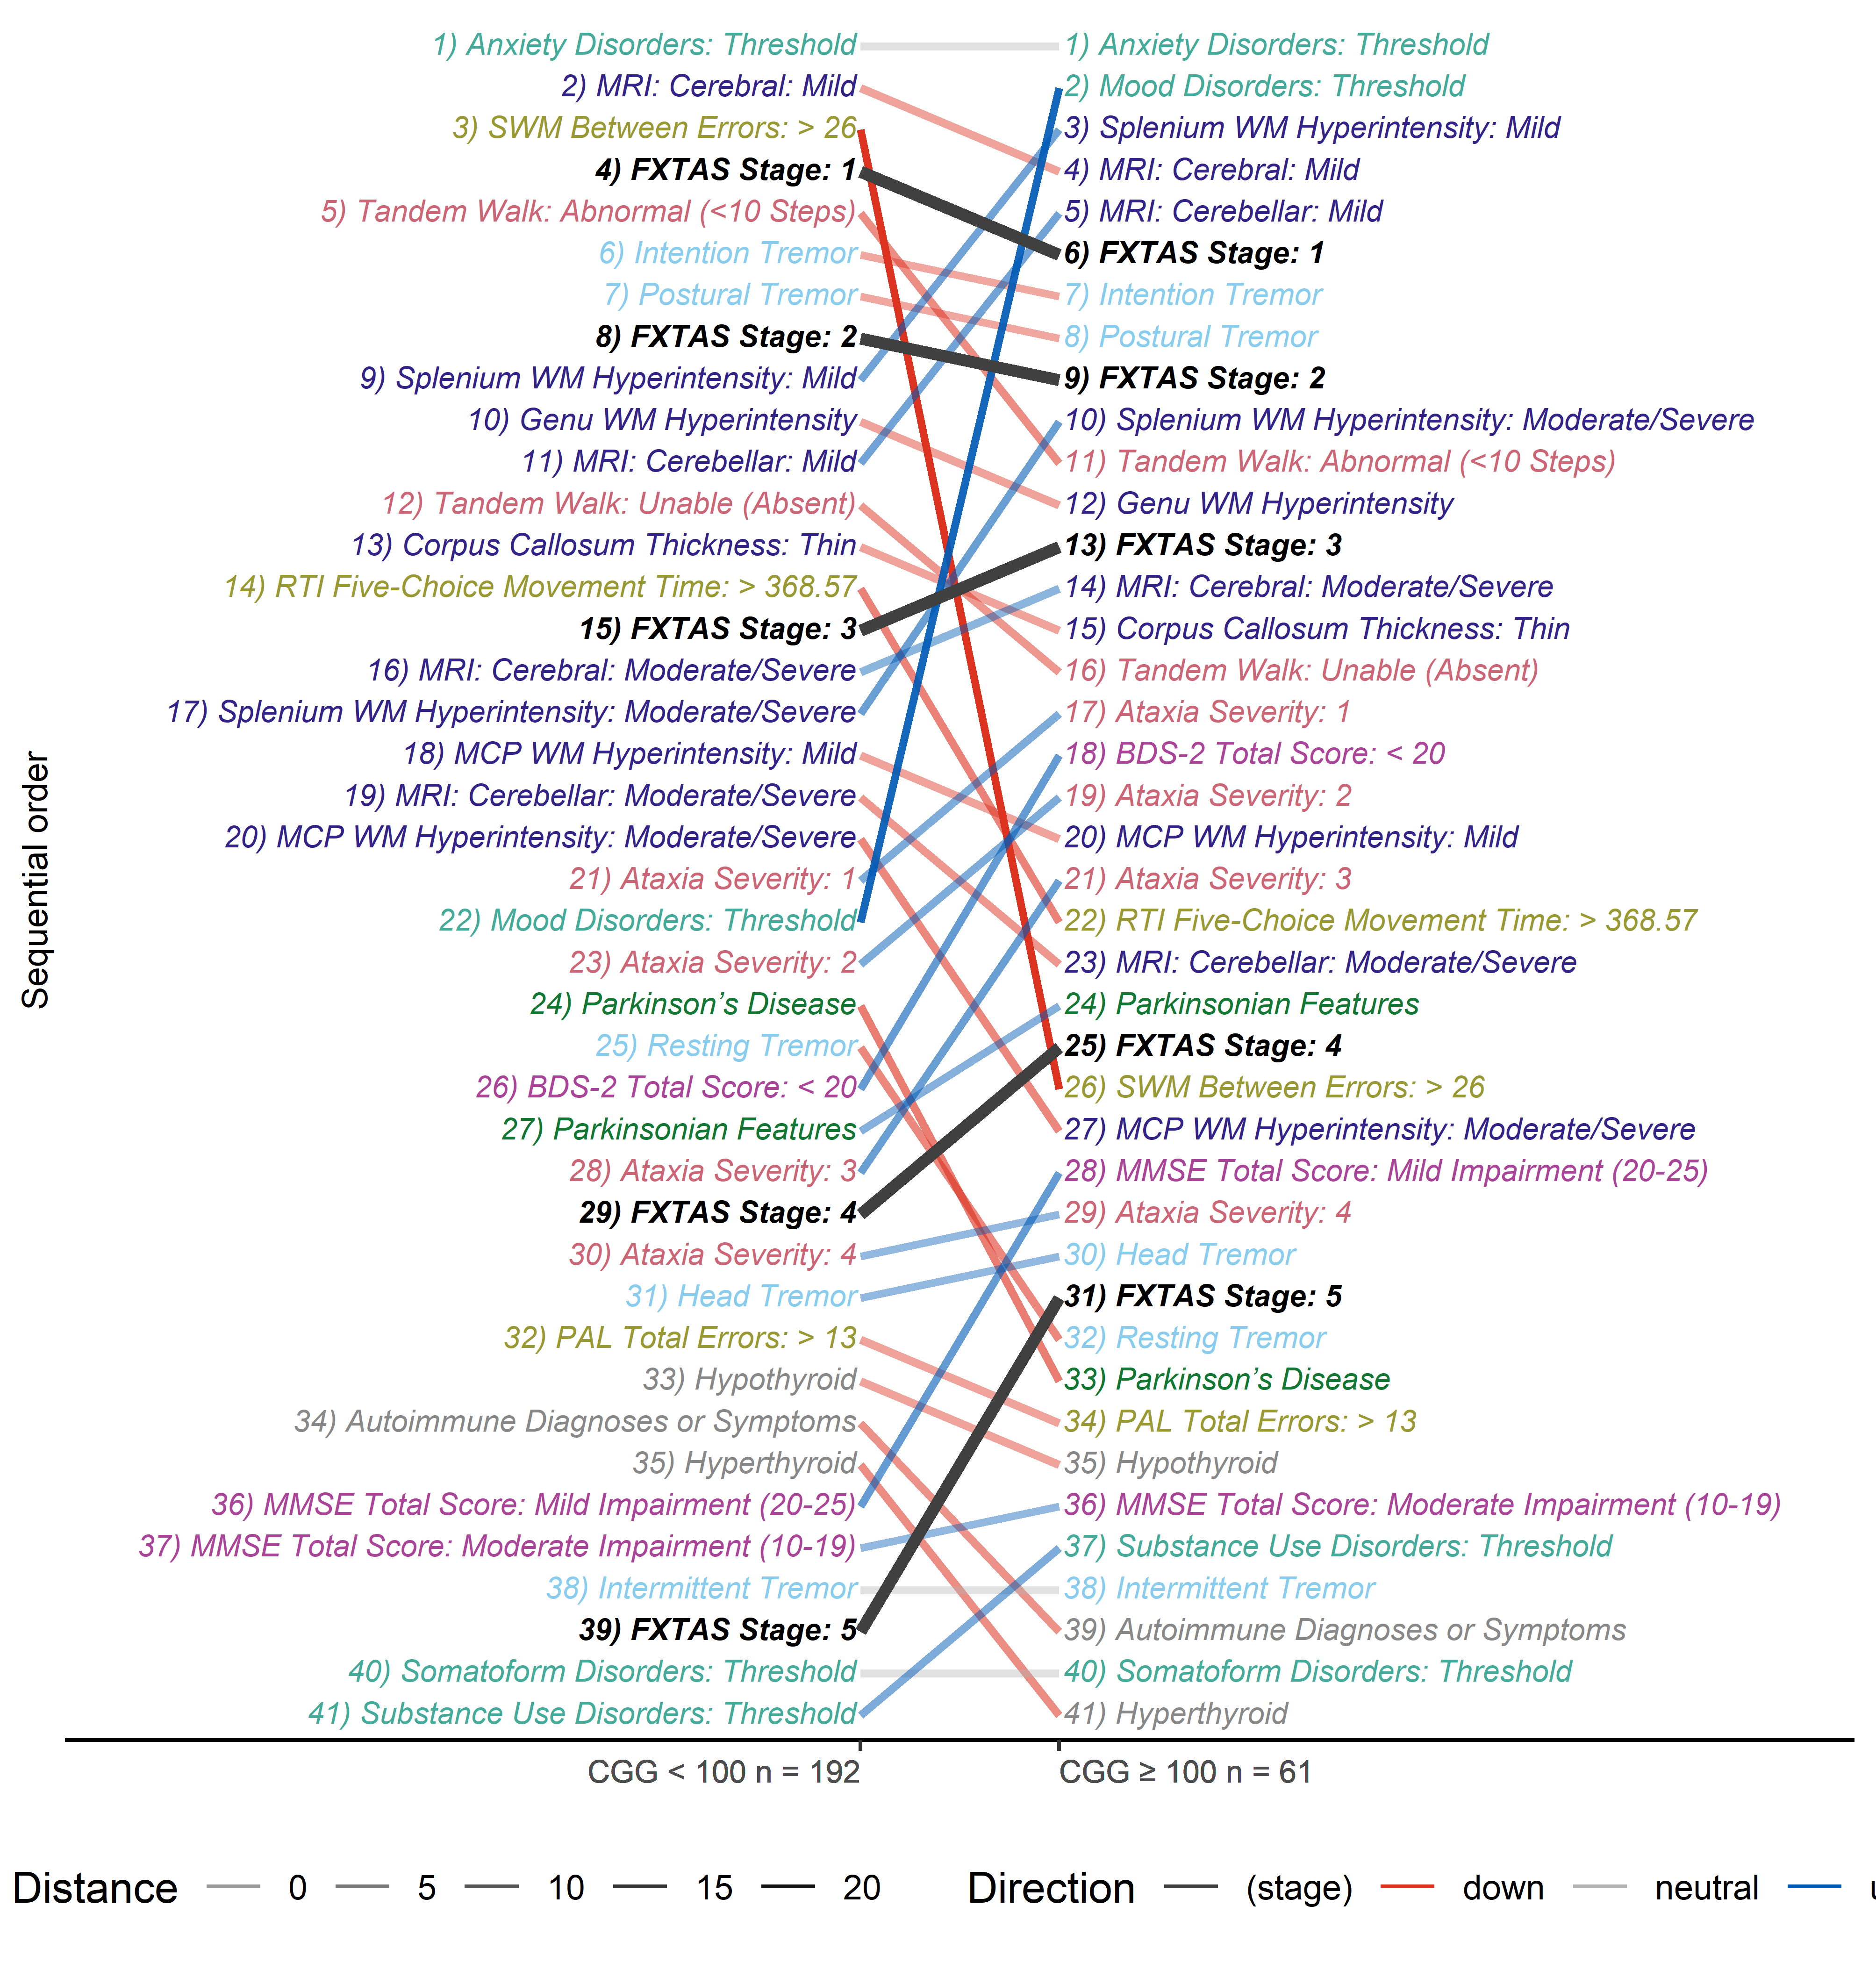 1) Anxiety Disorders: Threshold 1) Anxiety Disorders: Threshold
2) MRI: Cerebral: Mild 2) Mood Disorders: Threshold
3) SWM Between Errors: > 26 3) Splenium WM Hyperintensity: Mild
4) FXTAS Stage: 1 4) MRI: Cerebral: Mild
5) Tandem Walk: Abnormal (<10 Steps) 5) MRI: Cerebellar: Mild
6) Intention Tremor 6) FXTAS Stage: 1
7) Postural Tremor 7) Intention Tremor
8) FXTAS Stage: 2 8) Postural Tremor
9) Splenium WM Hyperintensity: Mild 9) FXTAS Stage: 2
10) Genu WM Hyperintensity 10) Splenium WM Hyperintensity: Moderate/Severe
11) MRI: Cerebellar: Mild 11) Tandem Walk: Abnormal (<10 Steps)
12) Tandem Walk: Unable (Absent) 12) Genu WM Hyperintensity
13) Corpus Callosum Thickness: Thin 13) FXTAS Stage: 3
14) RTI Five-Choice Movement Time: > 368.57 14) MRI: Cerebral: Moderate/Severe
15) FXTAS Stage: 3 15) Corpus Callosum Thickness: Thin
16) MRI: Cerebral: Moderate/Severe 16) Tandem Walk: Unable (Absent)
17) Splenium WM Hyperintensity: Moderate/Severe 17) Ataxia Severity: 1
18) MCP WM Hyperintensity: Mild 18) BDS-2 Total Score: < 20
19) MRI: Cerebellar: Moderate/Severe 19) Ataxia Severity: 2
20) MCP WM Hyperintensity: Moderate/Severe 20) MCP WM Hyperintensity: Mild
21) Ataxia Severity: 1 21) Ataxia Severity: 3
22) Mood Disorders: Threshold 22) RTI Five-Choice Movement Time: > 368.57
23) Ataxia Severity: 2 23) MRI: Cerebellar: Moderate/Severe
24) Parkinson's Disease 24) Parkinsonian Features
25) Resting Tremor 25) FXTAS Stage: 4
26) BDS-2 Total Score: < 20 26) SWM Between Errors: > 26
27) Parkinsonian Features 27) MCP WM Hyperintensity: Moderate/Severe
28) Ataxia Severity: 3 28) MMSE Total Score: Mild Impairment (20-25)
29) FXTAS Stage: 4 29) Ataxia Severity: 4
30) Ataxia Severity: 4 30) Head Tremor
31) Head Tremor 31) FXTAS Stage: 5
32) PAL Total Errors: > 13 32) Resting Tremor
33) Hypothyroid 33) Parkinson's Disease
34) Autoimmune Diagnoses or Symptoms 34) PAL Total Errors: > 13
35) Hyperthyroid 35) Hypothyroid
36) MMSE Total Score: Mild Impairment (20-25) 36) MMSE Total Score: Moderate Impairment (10-19)
37) MMSE Total Score: Moderate Impairment (10-19) 37) Substance Use Disorders: Threshold
38) Intermittent Tremor 38) Intermittent Tremor
39) FXTAS Stage: 5 39) Autoimmune Diagnoses or Symptoms
40) Somatoform Disorders: Threshold 40) Somatoform Disorders: Threshold
41) Substance Use Disorders: Threshold 41) Hyperthyroid
Sequential order
CGG < 100 n = 192 CGG ≥ 100 n = 61
Distance 0 5 10 15 20 Direction (stage) down neutral